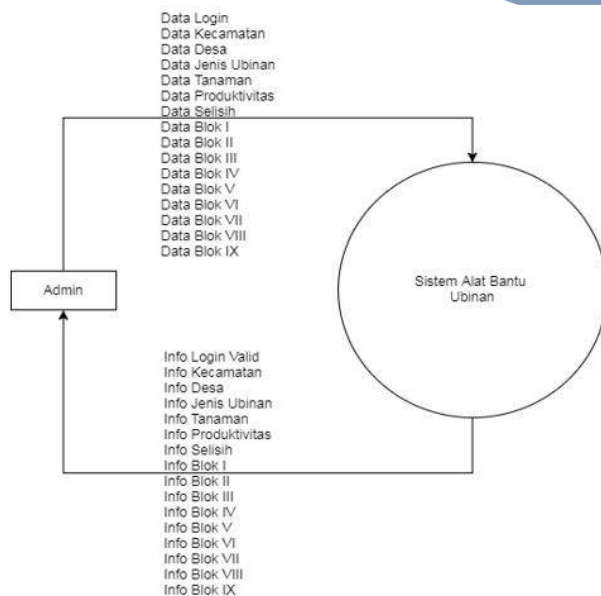 Data Login
Data Kecamatan
Data Desa
Data Jenis Ubinan
Data Tanaman
Data Produktivitas
Data Selisih
Data Blok I
Data Blok II
Data Blok III
Data Blok IV
Data Blok V
Data Blok VI
Data Blok VII
Data Blok VIII
Data Blok IX
Admin
Sistem Alat Bantu
Ubinan
Info Login Valid
Info Kecamatan
Info Desa
Info Jenis Ubinan
Info Tanaman
Info Produktivitas
Info Selisih
Info Blok I
Info Blok II
Info Blok III
Info Blok IV
Info Blok V
Info Blok VI
Info Blok VII
Info Blok VIII
Info Blok IX